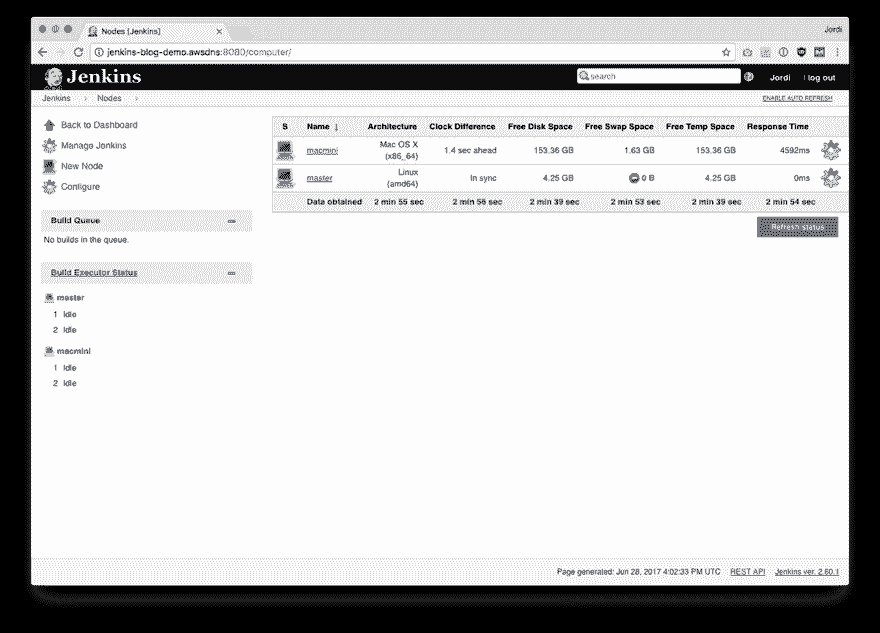 Nodes [Jenkins]
Jordi
jenkins-blog-demo.awsdns:8080/computer/
Jenkins
search
Jordi
log out
Jenkins
Nodes
ENABLE AUTO REFRESH
Back to Dashboard
Manage Jenkins
New Node
Configure
Build Queue
No builds in the queue.
Build Executor Status
master
1 Idle
2 Idle
macmini
1 Idle
2 Idle
S Name ↓ Architecture Clock Difference Free Disk Space Free Swap Space Free Temp Space Response Time
macmini Mac OS X (x86_64) 1.4 sec ahead 153.36 GB 1.63 GB 153.36 GB 4592ms
master Linux (amd64) In sync 4.25 GB 0 B 4.25 GB 0ms
Data obtained 2 min 55 sec 2 min 56 sec 2 min 39 sec 2 min 53 sec 2 min 39 sec 2 min 54 sec
Refresh status
Page generated: Jun 28, 2017 4:02:33 PM UTC REST API Jenkins ver. 2.60.1